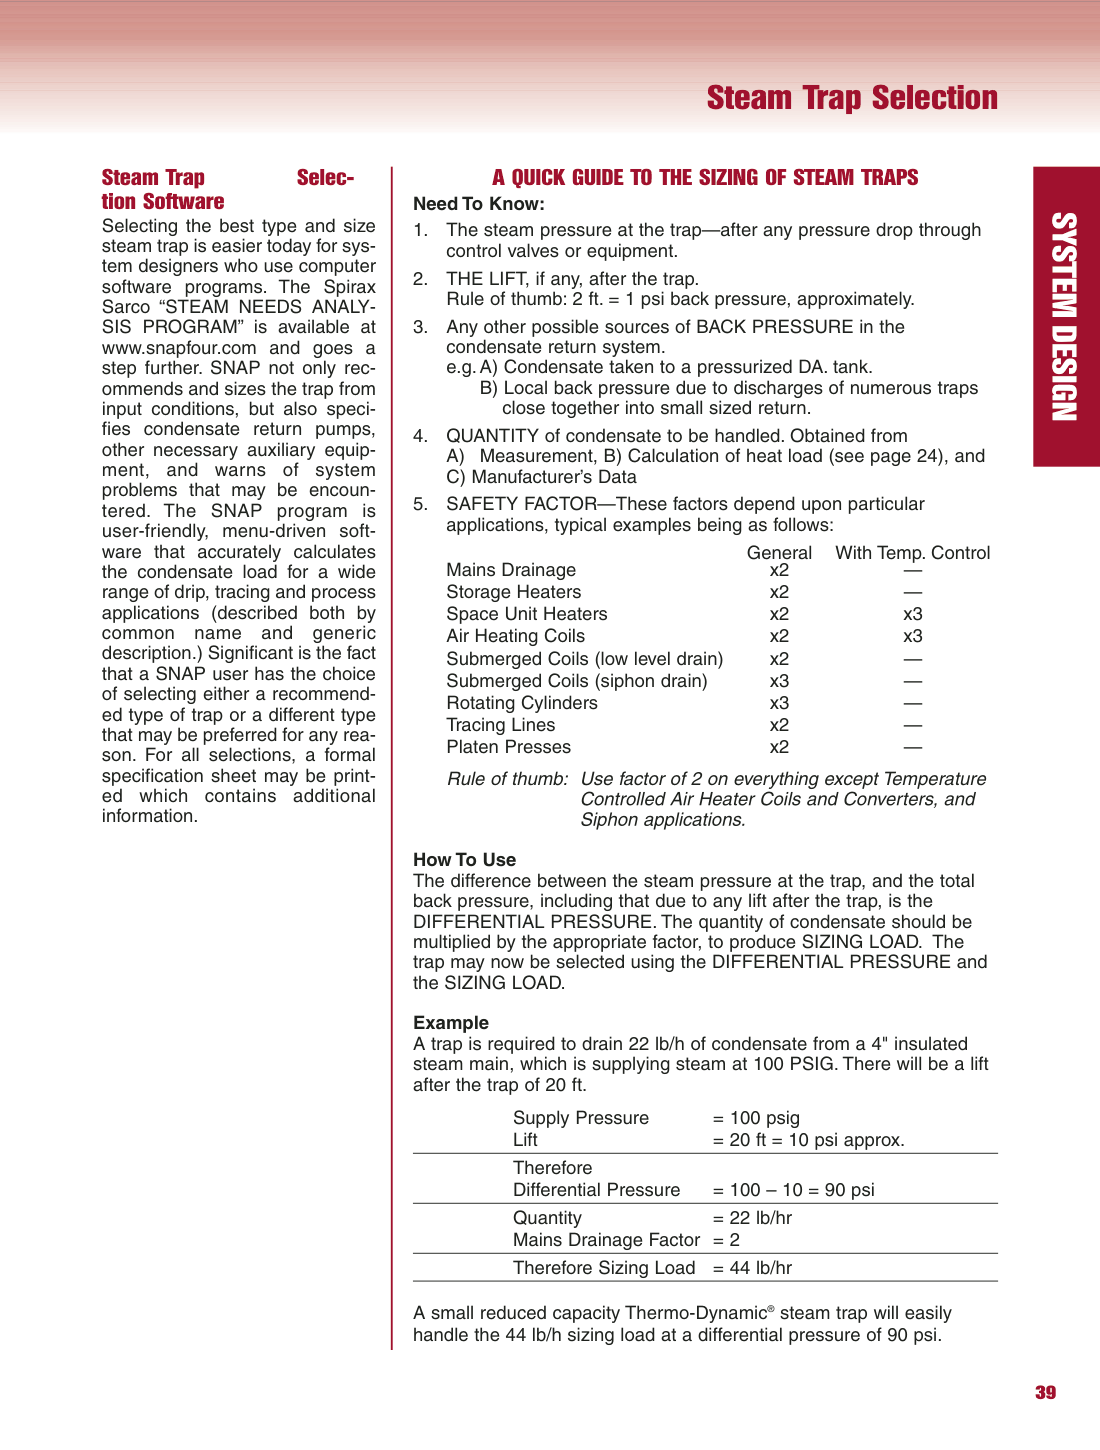 Steam Trap Selection
Steam Trap Selec-
tion Software
Selecting the best type and size
steam trap is easier today for sys-
tem designers who use computer
software programs. The Spirax
Sarco “STEAM NEEDS ANALY-
SIS PROGRAM” is available at
www.snapfour.com and goes a
step further. SNAP not only rec-
ommends and sizes the trap from
input conditions, but also speci-
fies condensate return pumps,
other necessary auxiliary equip-
ment, and warns of system
problems that may be encoun-
tered. The SNAP program is
user-friendly, menu-driven soft-
ware that accurately calculates
the condensate load for a wide
range of drip, tracing and process
applications (described both by
common name and generic
description.) Significant is the fact
that a SNAP user has the choice
of selecting either a recommend-
ed type of trap or a different type
that may be preferred for any rea-
son. For all selections, a formal
specification sheet may be print-
ed which contains additional
information.
A QUICK GUIDE TO THE SIZING OF STEAM TRAPS
Need To Know:
1. The steam pressure at the trap—after any pressure drop through
control valves or equipment.
2. THE LIFT, if any, after the trap.
Rule of thumb: 2 ft. = 1 psi back pressure, approximately.
3. Any other possible sources of BACK PRESSURE in the
condensate return system.
e.g. A) Condensate taken to a pressurized DA. tank.
B) Local back pressure due to discharges of numerous traps
close together into small sized return.
4. QUANTITY of condensate to be handled. Obtained from
A) Measurement, B) Calculation of heat load (see page 24), and
C) Manufacturer’s Data
5. SAFETY FACTOR—These factors depend upon particular
applications, typical examples being as follows:
General With Temp. Control
Mains Drainage x2 —
Storage Heaters x2 —
Space Unit Heaters x2 x3
Air Heating Coils x2 x3
Submerged Coils (low level drain) x2 —
Submerged Coils (siphon drain) x3 —
Rotating Cylinders x3 —
Tracing Lines x2 —
Platen Presses x2 —
Rule of thumb: Use factor of 2 on everything except Temperature
Controlled Air Heater Coils and Converters, and
Siphon applications.
How To Use
The difference between the steam pressure at the trap, and the total
back pressure, including that due to any lift after the trap, is the
DIFFERENTIAL PRESSURE. The quantity of condensate should be
multiplied by the appropriate factor, to produce SIZING LOAD. The
trap may now be selected using the DIFFERENTIAL PRESSURE and
the SIZING LOAD.
Example
A trap is required to drain 22 lb/h of condensate from a 4" insulated
steam main, which is supplying steam at 100 PSIG. There will be a lift
after the trap of 20 ft.
Supply Pressure = 100 psig
Lift = 20 ft = 10 psi approx.
Therefore
Differential Pressure = 100 – 10 = 90 psi
Quantity = 22 lb/hr
Mains Drainage Factor = 2
Therefore Sizing Load = 44 lb/hr
A small reduced capacity Thermo-Dynamic® steam trap will easily
handle the 44 lb/h sizing load at a differential pressure of 90 psi.
SYSTEM DESIGN
39